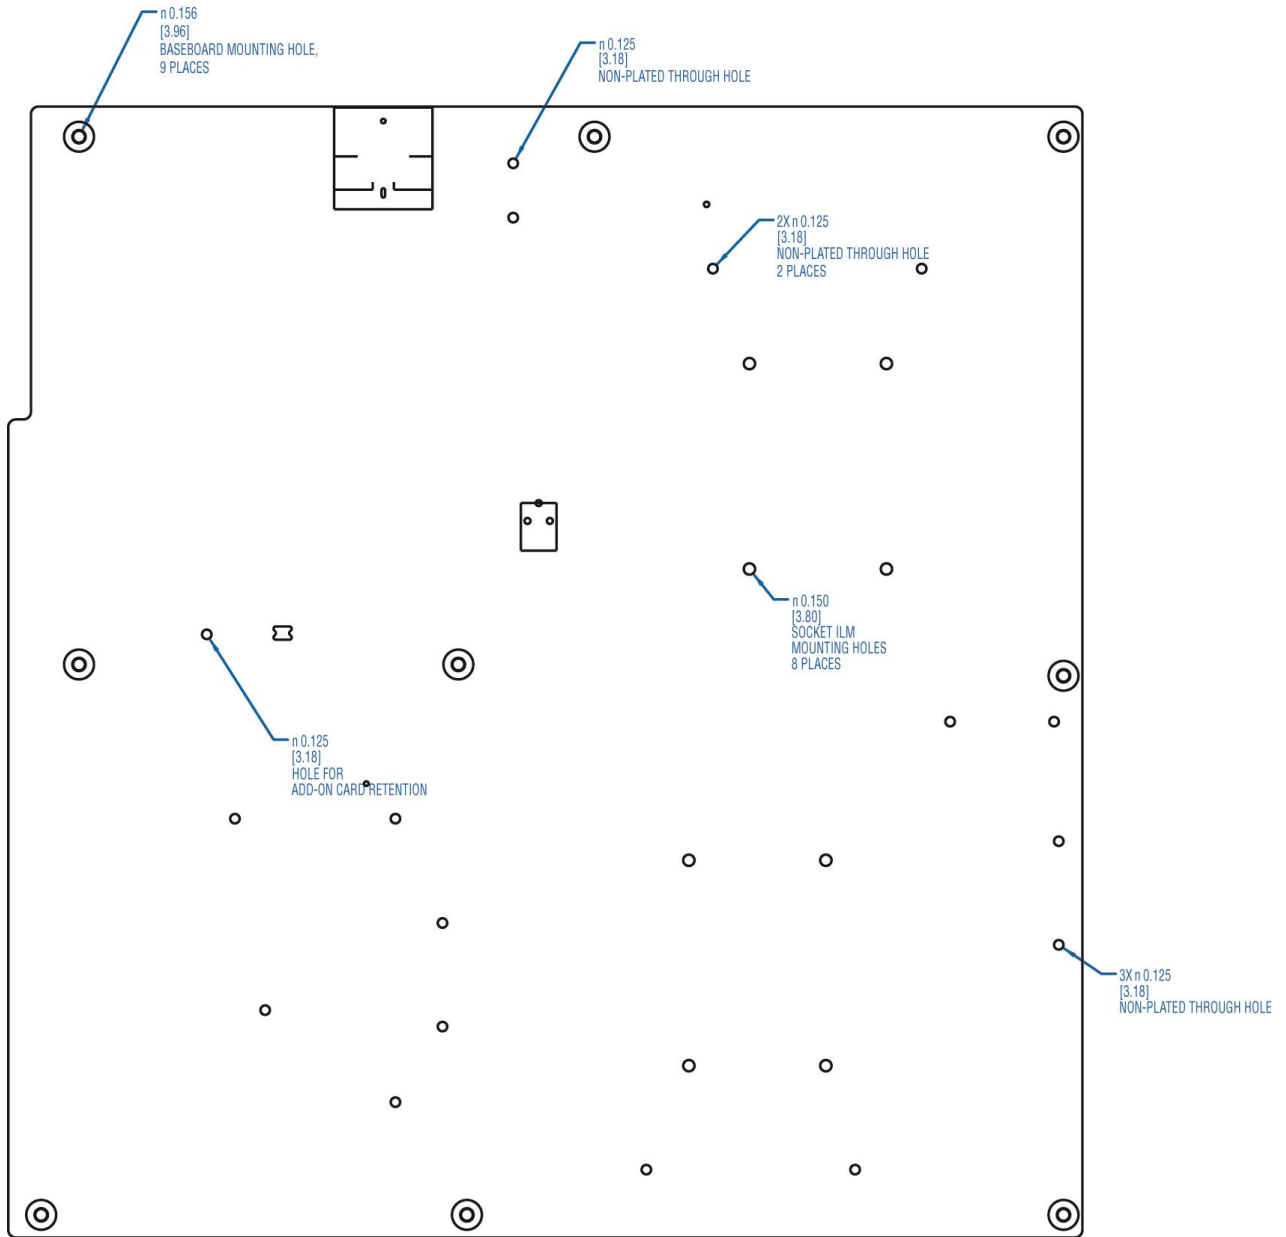 n 0.156
[3.96]
BASEBOARD MOUNTING HOLE,
9 PLACES
n 0.125
[3.18]
NON-PLATED THROUGH HOLE
2X n 0.125
[3.18]
NON-PLATED THROUGH HOLE
2 PLACES
n 0.150
[3.80]
SOCKET ILM
MOUNTING HOLES
8 PLACES
n 0.125
[3.18]
HOLE FOR
ADD-ON CARD RETENTION
3X n 0.125
[3.18]
NON-PLATED THROUGH HOLE